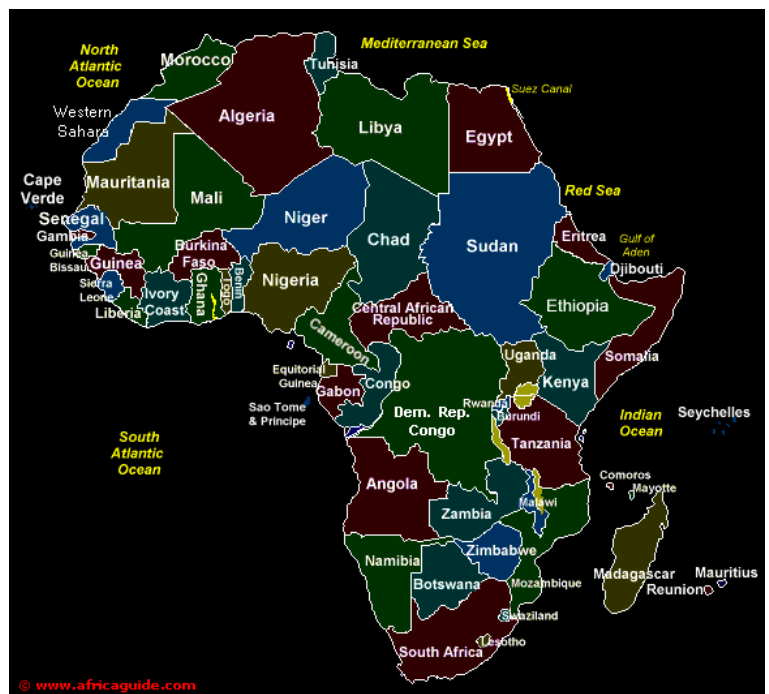 Mediterranean Sea
North
Atlantic
Ocean
Morocco
Tunisia
Suez Canal
Western
Sahara
Algeria
Libya
Egypt
Cape
Verde
Mauritania
Mali
Niger
Chad
Sudan
Red Sea
Senegal
Gambia
Guinea
Bissau
Guinea
Burkina
Faso
Eritrea
Gulf of
Aden
Djibouti
Sierra
Leone
Liberia
Ivory
Coast
Ghana
Togo
Benin
Nigeria
Ethiopia
Central African
Republic
Cameroon
Somalia
Uganda
Kenya
Equitorial
Guinea
Gabon
Congo
Rwanda
Burundi
Dem. Rep.
Congo
Sao Tome
& Principe
Tanzania
Indian
Ocean
Seychelles
South
Atlantic
Ocean
Angola
Zambia
Malawi
Comoros
Mayotte
Namibia
Zimbabwe
Botswana
Mozambique
Madagascar
Reunion
Mauritius
Swaziland
Lesotho
South Africa
© www.africaguide.com